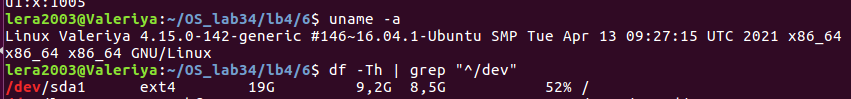 u1:x:1001
lera2003@Valeriya:~/OS_lab34/lb4/6$ uname -a
Linux Valeriya 4.15.0-142-generic #146~16.04.1-Ubuntu SMP Tue Apr 13 09:27:15 UTC 2021 x86_64
x86_64 x86_64 GNU/Linux
lera2003@Valeriya:~/OS_lab34/lb4/6$ df -Th | grep "^/dev"
/dev/sda1 ext4 19G 9,2G 8,5G 52% /